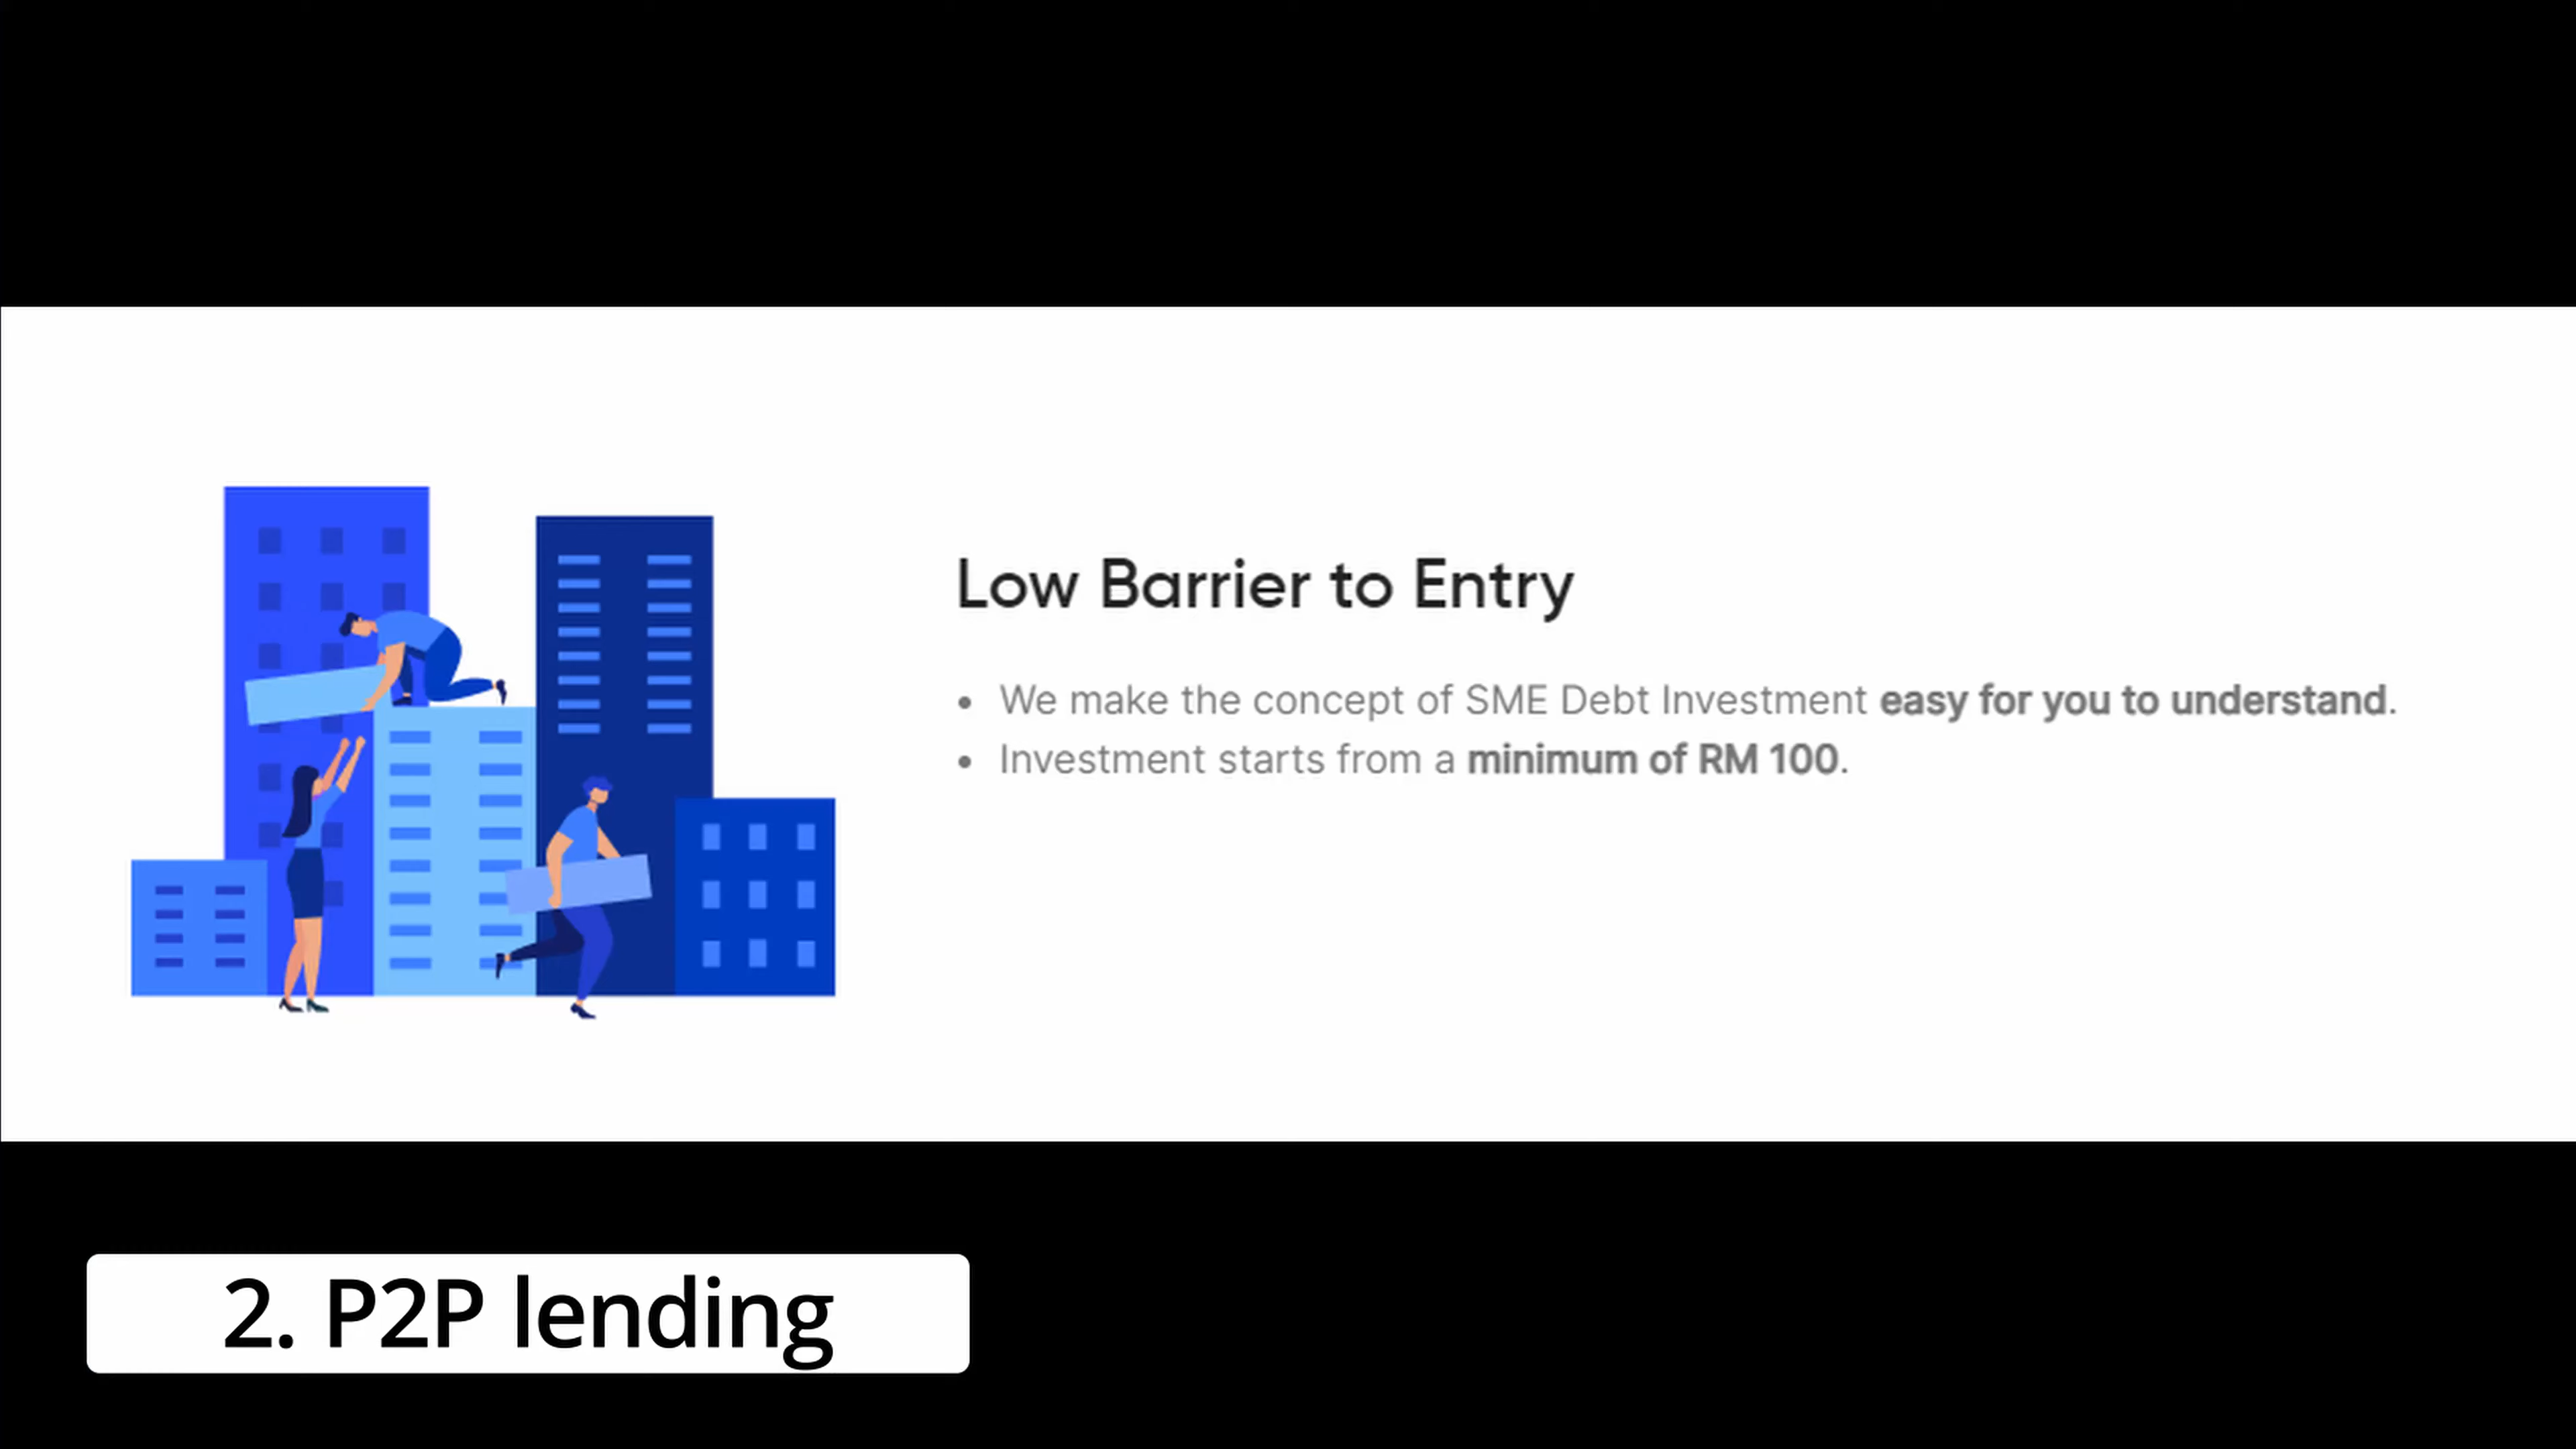 Low Barrier to Entry
• We make the concept of SME Debt Investment easy for you to understand.
• Investment starts from a minimum of RM 100.
2. P2P lending